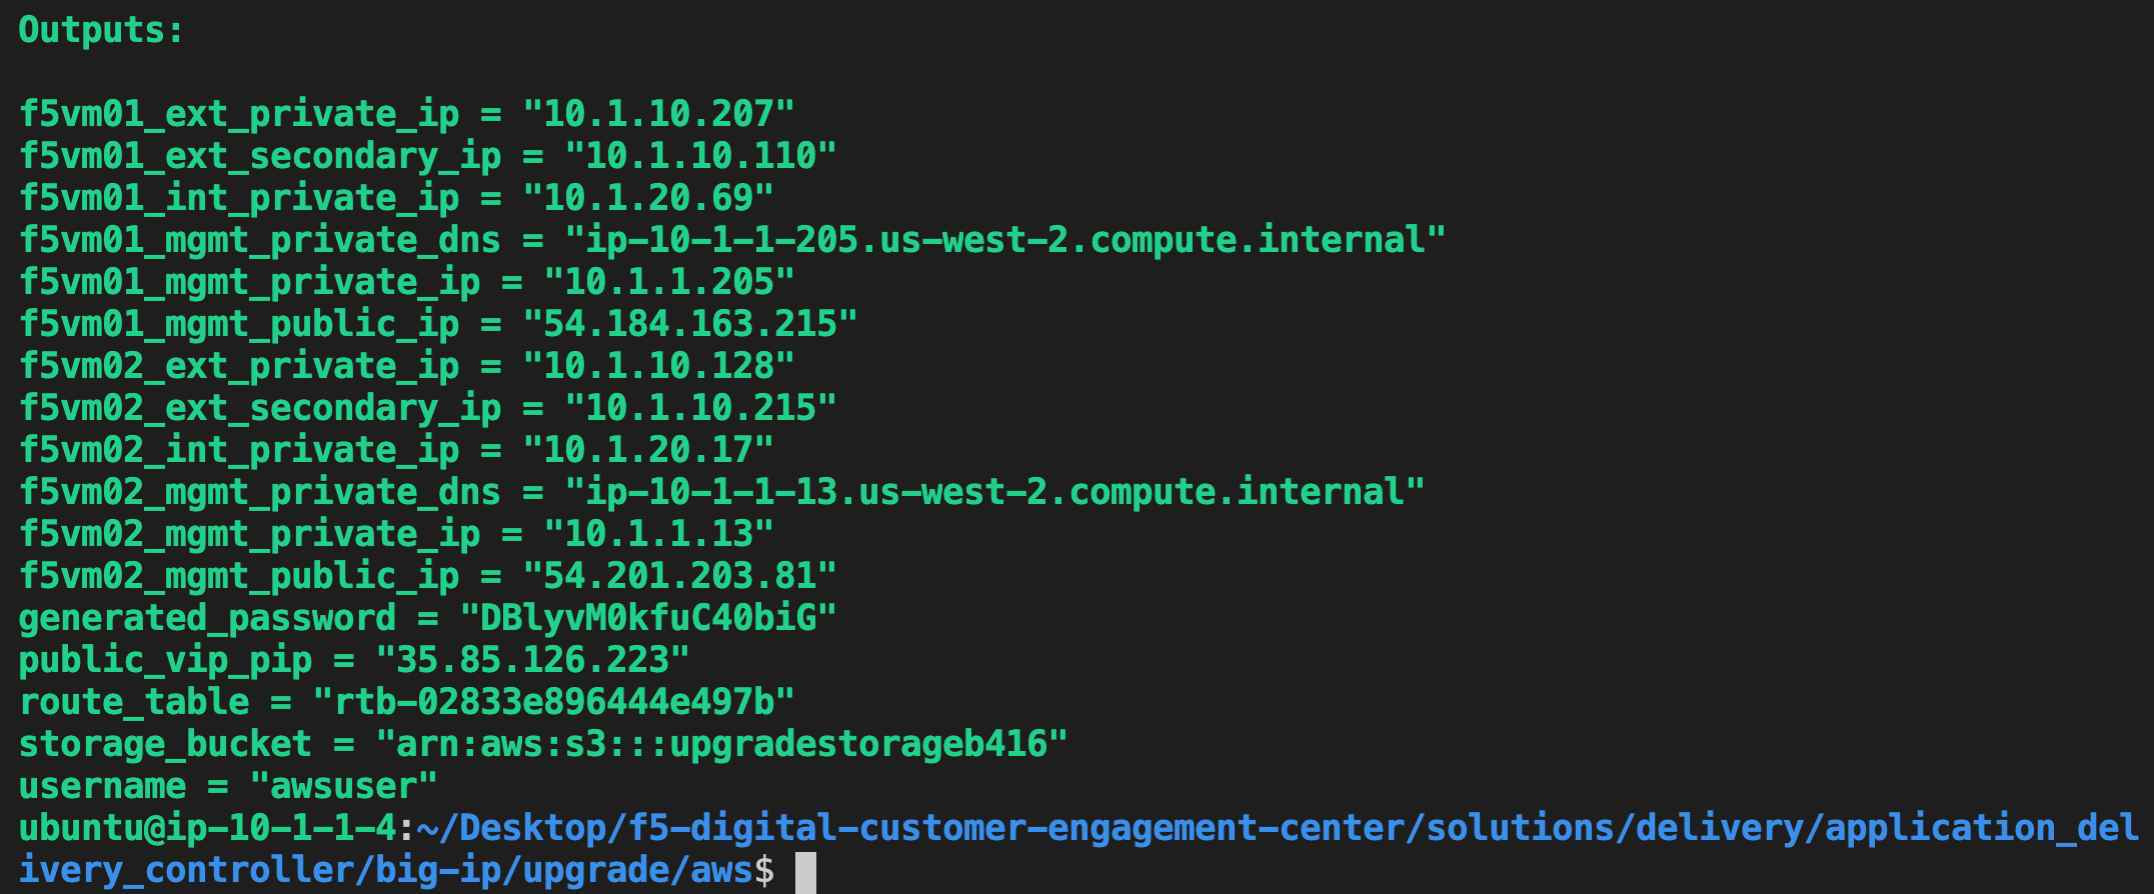 Outputs:

f5vm01_ext_private_ip = "10.1.10.207"
f5vm01_ext_secondary_ip = "10.1.10.110"
f5vm01_int_private_ip = "10.1.20.69"
f5vm01_mgmt_private_dns = "ip-10-1-1-205.us-west-2.compute.internal"
f5vm01_mgmt_private_ip = "10.1.1.205"
f5vm01_mgmt_public_ip = "54.184.163.215"
f5vm02_ext_private_ip = "10.1.10.128"
f5vm02_ext_secondary_ip = "10.1.10.215"
f5vm02_int_private_ip = "10.1.20.17"
f5vm02_mgmt_private_dns = "ip-10-1-1-13.us-west-2.compute.internal"
f5vm02_mgmt_private_ip = "10.1.1.13"
f5vm02_mgmt_public_ip = "54.201.203.81"
generated_password = "DBlyvM0kfuC40biG"
public_vip_pip = "35.85.126.223"
route_table = "rtb-02833e896444e497b"
storage_bucket = "arn:aws:s3:::upgradestorageb416"
username = "awsuser"
ubuntu@ip-10-1-1-4:~/Desktop/f5-digital-customer-engagement-center/solutions/delivery/application_del
ivery_controller/big-ip/upgrade/aws$